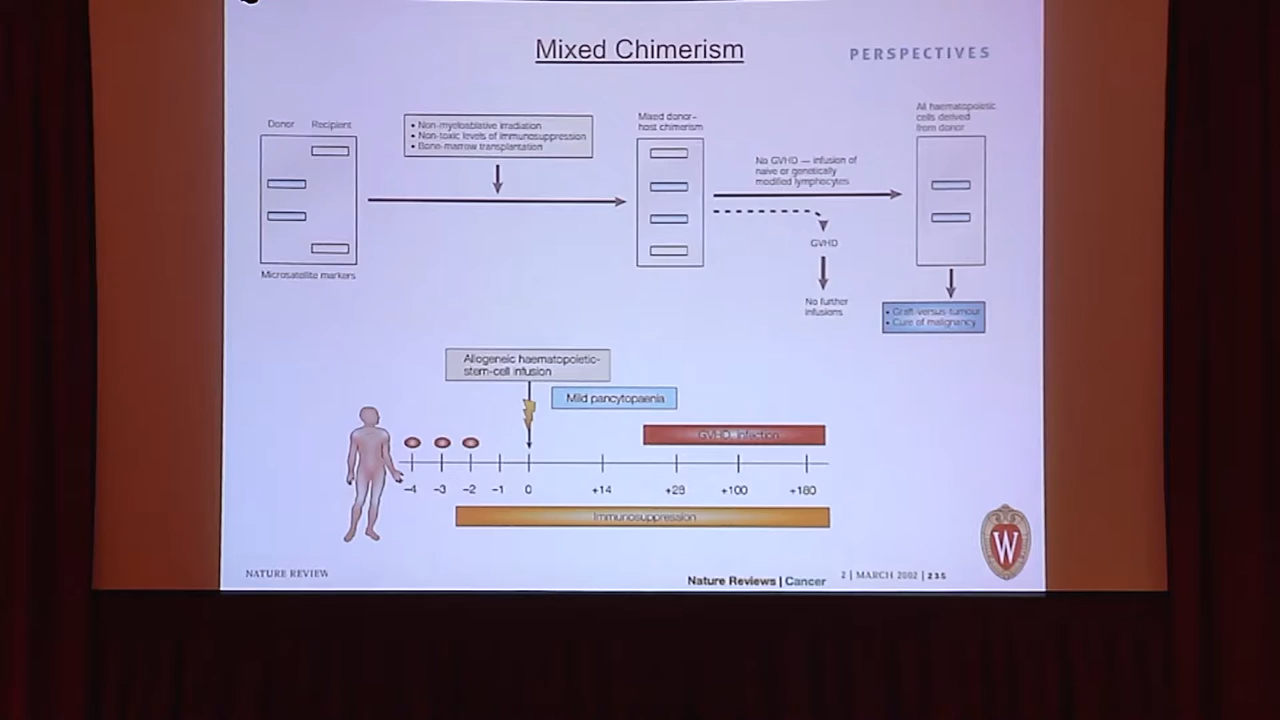 Mixed Chimerism
PERSPECTIVES
Donor Recipient
Microsatellite markers
• Non-myeloablative irradiation
• Non-toxic levels of immunosuppression
• Bone-marrow transplantation
Mixed donor–
host chimerism
No GVHD — infusion of
naive or genetically
modified lymphocytes
GVHD
No further
infusions
All haematopoietic
cells derived
from donor
• Graft-versus-tumour
• Cure of malignancy
Allogeneic haematopoietic-
stem-cell infusion
Mild pancytopaenia
GVHD, infection
–4 –3 –2 –1 0 +14 +28 +100 +180
Immunosuppression
W
NATURE REVIEW
Nature Reviews | Cancer
2 | MARCH 2002 | 235